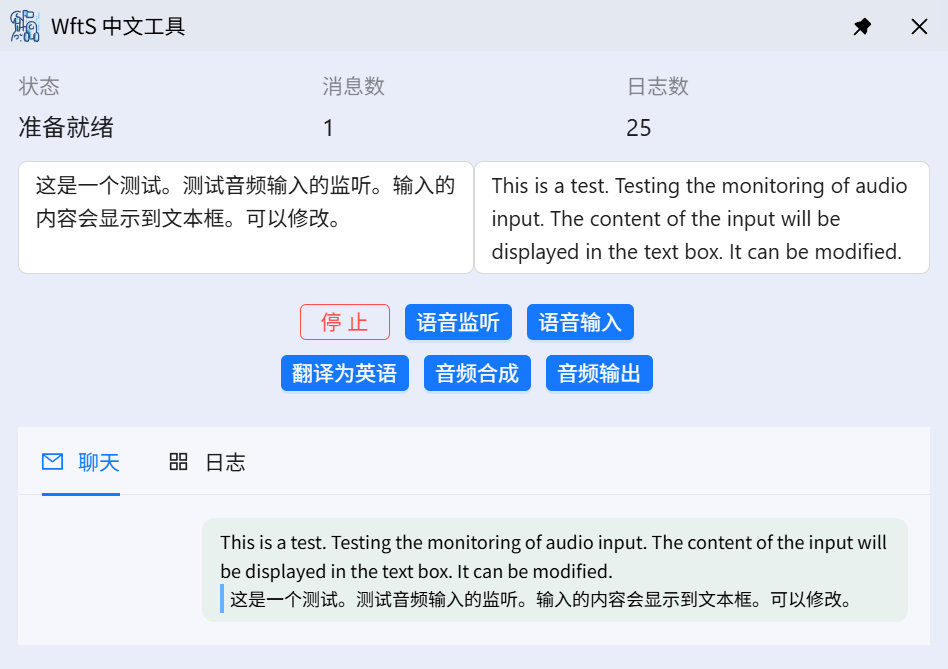 WftS 中文工具
状态
消息数
日志数
准备就绪
1
25
这是一个测试。测试音频输入的监听。输入的
内容会显示到文本框。可以修改。
This is a test. Testing the monitoring of audio
input. The content of the input will be
displayed in the text box. It can be modified.
停 止
语音监听
语音输入
翻译为英语
音频合成
音频输出
聊天
日志
This is a test. Testing the monitoring of audio input. The content of the input will
be displayed in the text box. It can be modified.
这是一个测试。测试音频输入的监听。输入的内容会显示到文本框。可以修改。